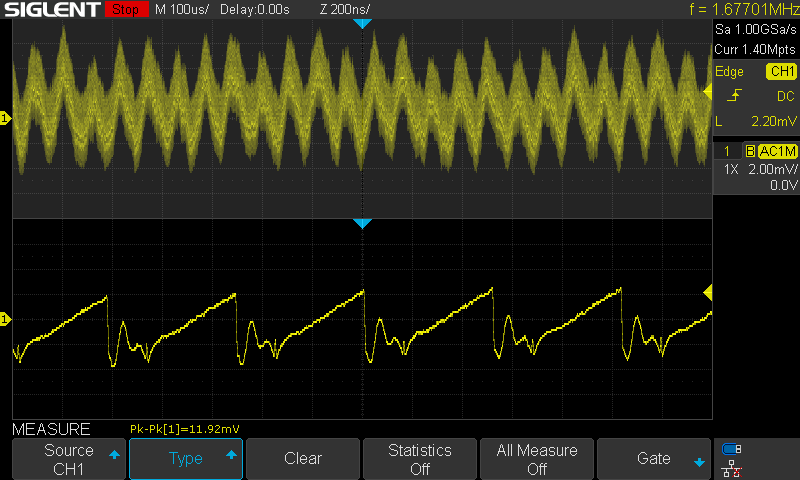 SIGLENT Stop M 100us/ Delay:0.00s Z 200ns/ f = 1.67701MHz
Sa 1.00GSa/s
Curr 1.40Mpts
Edge CH1
DC
L 2.20mV
1 B AC1M
1X 2.00mV/
0.0V
1
1
MEASURE Pk-Pk[1]=11.92mV
Source
CH1
Type
Clear
Statistics
Off
All Measure
Off
Gate